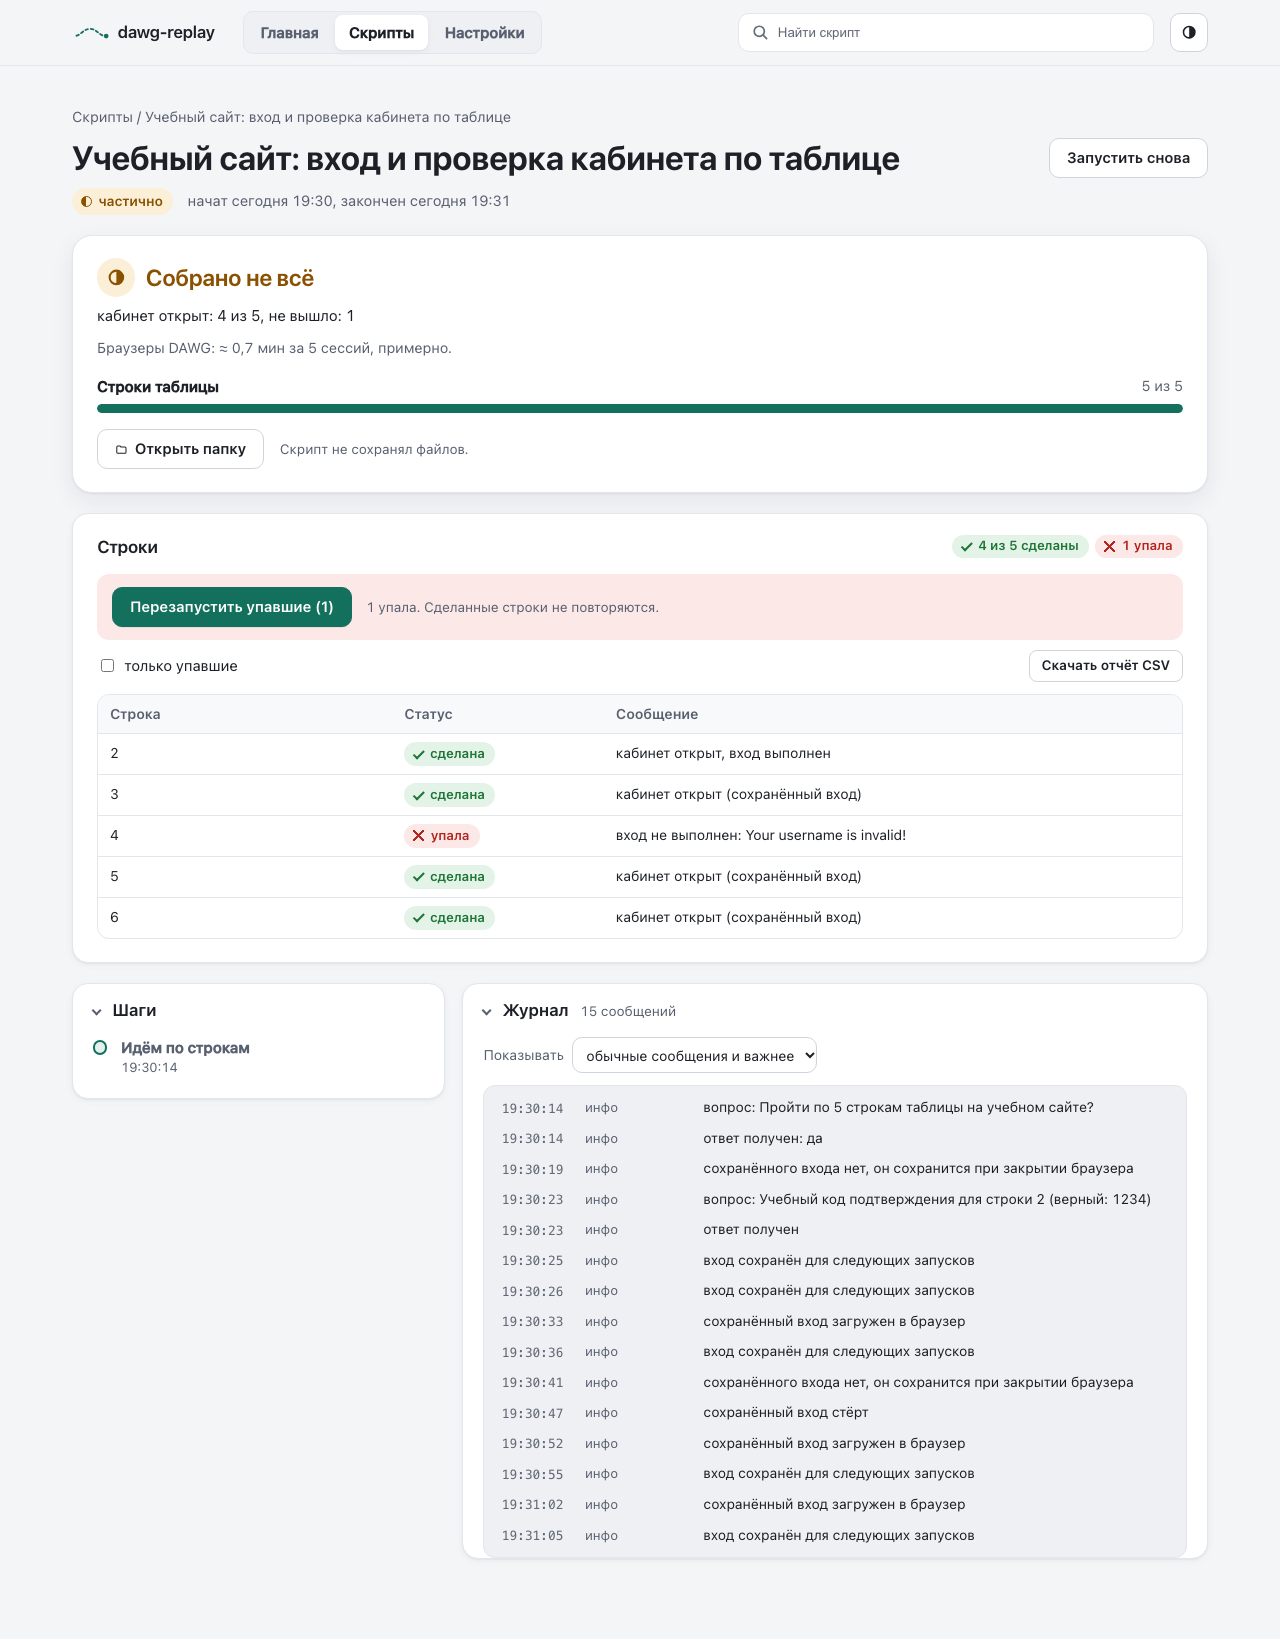 dawg-replay
Главная
Скрипты
Настройки
Найти скрипт
Скрипты / Учебный сайт: вход и проверка кабинета по таблице
Учебный сайт: вход и проверка кабинета по таблице
Запустить снова
частично
начат сегодня 19:30, закончен сегодня 19:31
Собрано не всё
кабинет открыт: 4 из 5, не вышло: 1
Браузеры DAWG: ≈ 0,7 мин за 5 сессий, примерно.
Строки таблицы
5 из 5
Открыть папку
Скрипт не сохранял файлов.
Строки
4 из 5 сделаны
1 упала
Перезапустить упавшие (1)
1 упала. Сделанные строки не повторяются.
только упавшие
Скачать отчёт CSV
Строка Статус Сообщение
2 сделана кабинет открыт, вход выполнен
3 сделана кабинет открыт (сохранённый вход)
4 упала вход не выполнен: Your username is invalid!
5 сделана кабинет открыт (сохранённый вход)
6 сделана кабинет открыт (сохранённый вход)
Шаги
Идём по строкам
19:30:14
Журнал 15 сообщений
Показывать обычные сообщения и важнее
19:30:14 инфо вопрос: Пройти по 5 строкам таблицы на учебном сайте?
19:30:14 инфо ответ получен: да
19:30:19 инфо сохранённого входа нет, он сохранится при закрытии браузера
19:30:23 инфо вопрос: Учебный код подтверждения для строки 2 (верный: 1234)
19:30:23 инфо ответ получен
19:30:25 инфо вход сохранён для следующих запусков
19:30:26 инфо вход сохранён для следующих запусков
19:30:33 инфо сохранённый вход загружен в браузер
19:30:36 инфо вход сохранён для следующих запусков
19:30:41 инфо сохранённого входа нет, он сохранится при закрытии браузера
19:30:47 инфо сохранённый вход стёрт
19:30:52 инфо сохранённый вход загружен в браузер
19:30:55 инфо вход сохранён для следующих запусков
19:31:02 инфо сохранённый вход загружен в браузер
19:31:05 инфо вход сохранён для следующих запусков